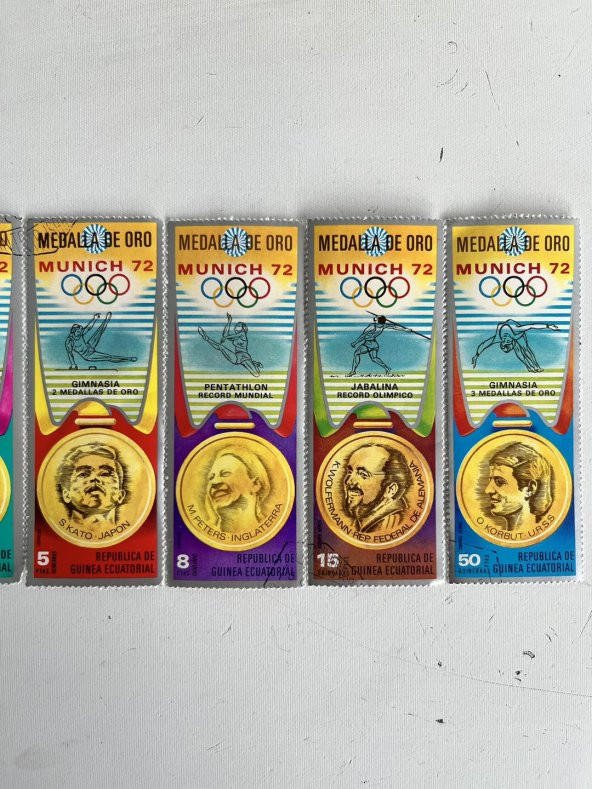 MEDALLA DE ORO
MUNICH 72
GIMNASIA
2 MEDALLAS DE ORO
S.KATO · JAPON
5
PTAS
REPUBLICA DE
GUINEA ECUATORIAL
MEDALLA DE ORO
MUNICH 72
PENTATHLON
RECORD MUNDIAL
M.PETERS · INGLATERRA
8
PTAS
REPUBLICA DE
GUINEA ECUATORIAL
MEDALLA DE ORO
MUNICH 72
JABALINA
RECORD OLIMPICO
K.WOLFERMANN REP. FEDERAL DE ALEMANIA
15
REPUBLICA DE
GUINEA ECUATORIAL
MEDALLA DE ORO
MUNICH 72
GIMNASIA
3 MEDALLAS DE ORO
O. KORBUT · U.R.S.S
50
REPUBLICA DE
GUINEA ECUATORIAL